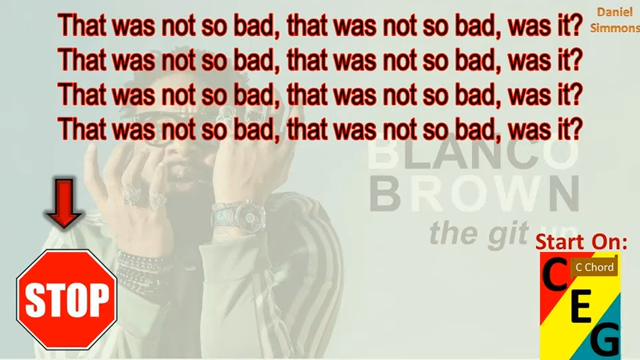 That was not so bad, that was not so bad, was it?
That was not so bad, that was not so bad, was it?
That was not so bad, that was not so bad, was it?
That was not so bad, that was not so bad, was it?
Daniel
Simmons
BLANCO
BROWN
the git up
STOP
Start On:
C Chord
C
E
G